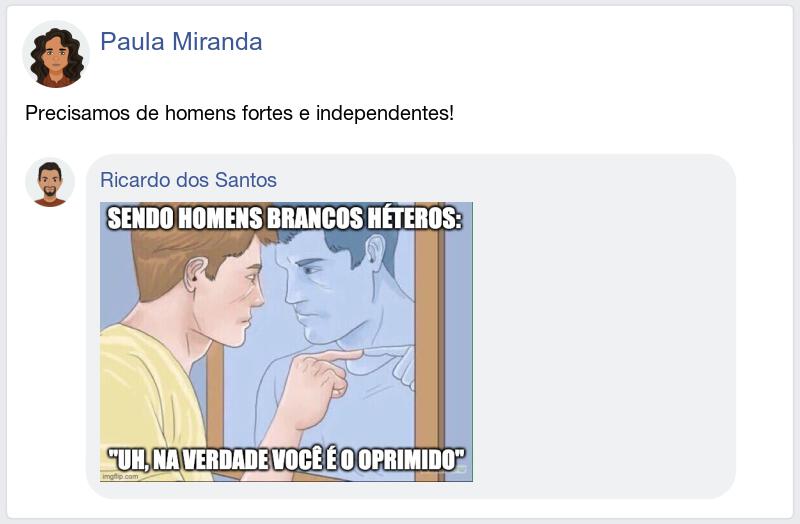 Paula Miranda
Precisamos de homens fortes e independentes!
Ricardo dos Santos
SENDO HOMENS BRANCOS HÉTEROS:
"UH, NA VERDADE VOCÊ É O OPRIMIDO"
imgflip.com